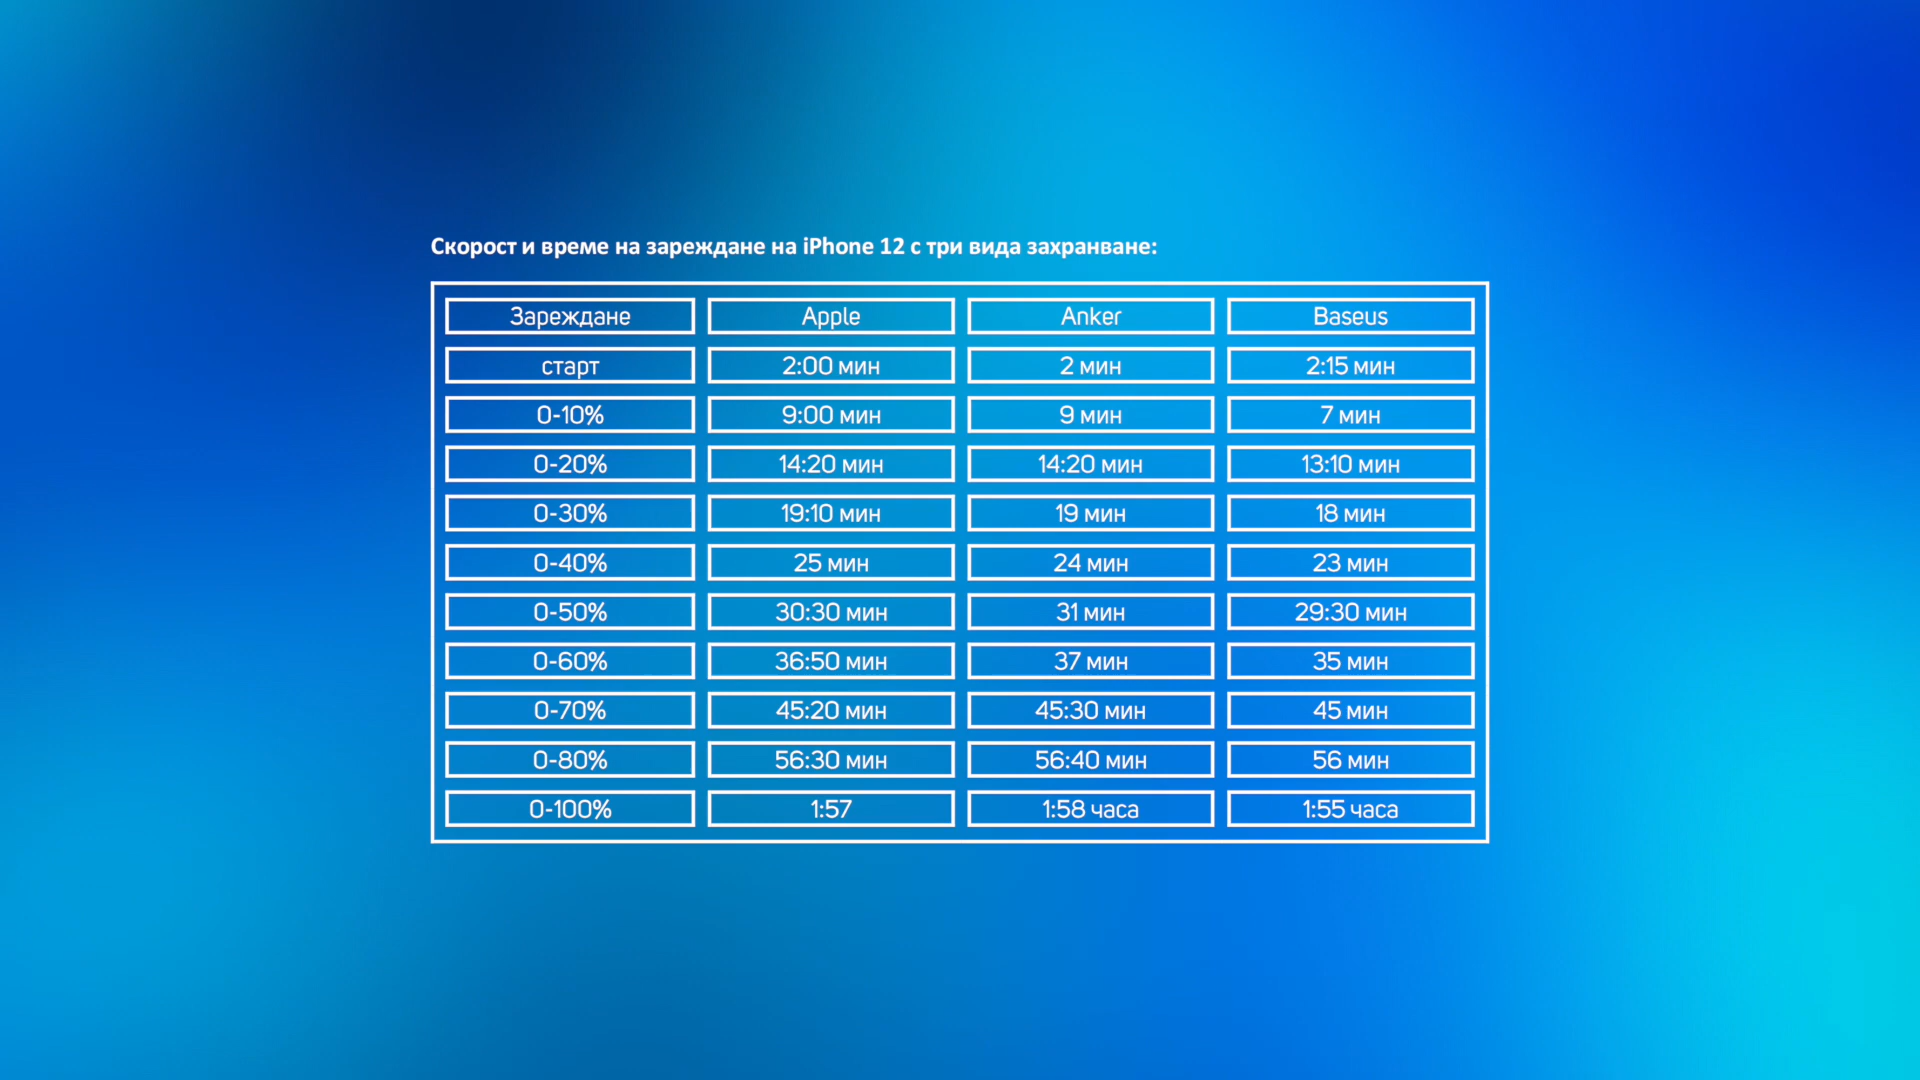 Скорост и време на зареждане на iPhone 12 с три вида захранване:
Зареждане Apple Anker Baseus
старт 2:00 мин 2 мин 2:15 мин
0-10% 9:00 мин 9 мин 7 мин
0-20% 14:20 мин 14:20 мин 13:10 мин
0-30% 19:10 мин 19 мин 18 мин
0-40% 25 мин 24 мин 23 мин
0-50% 30:30 мин 31 мин 29:30 мин
0-60% 36:50 мин 37 мин 35 мин
0-70% 45:20 мин 45:30 мин 45 мин
0-80% 56:30 мин 56:40 мин 56 мин
0-100% 1:57 1:58 часа 1:55 часа